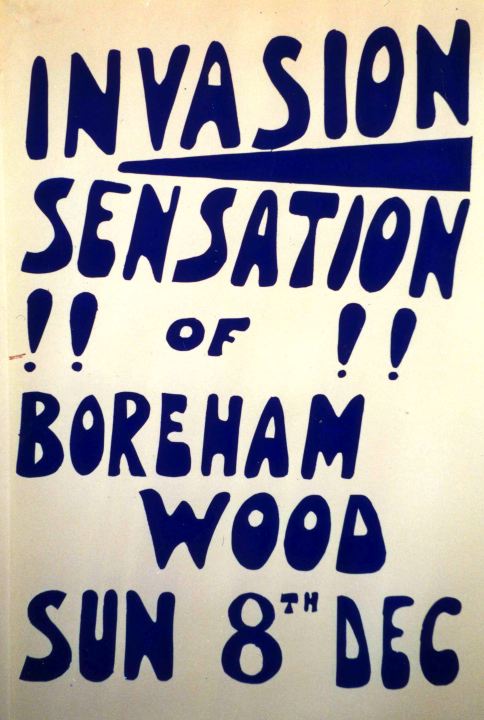 INVASION
SENSATION
!! OF !!
BOREHAM
WOOD
SUN 8TH DEC